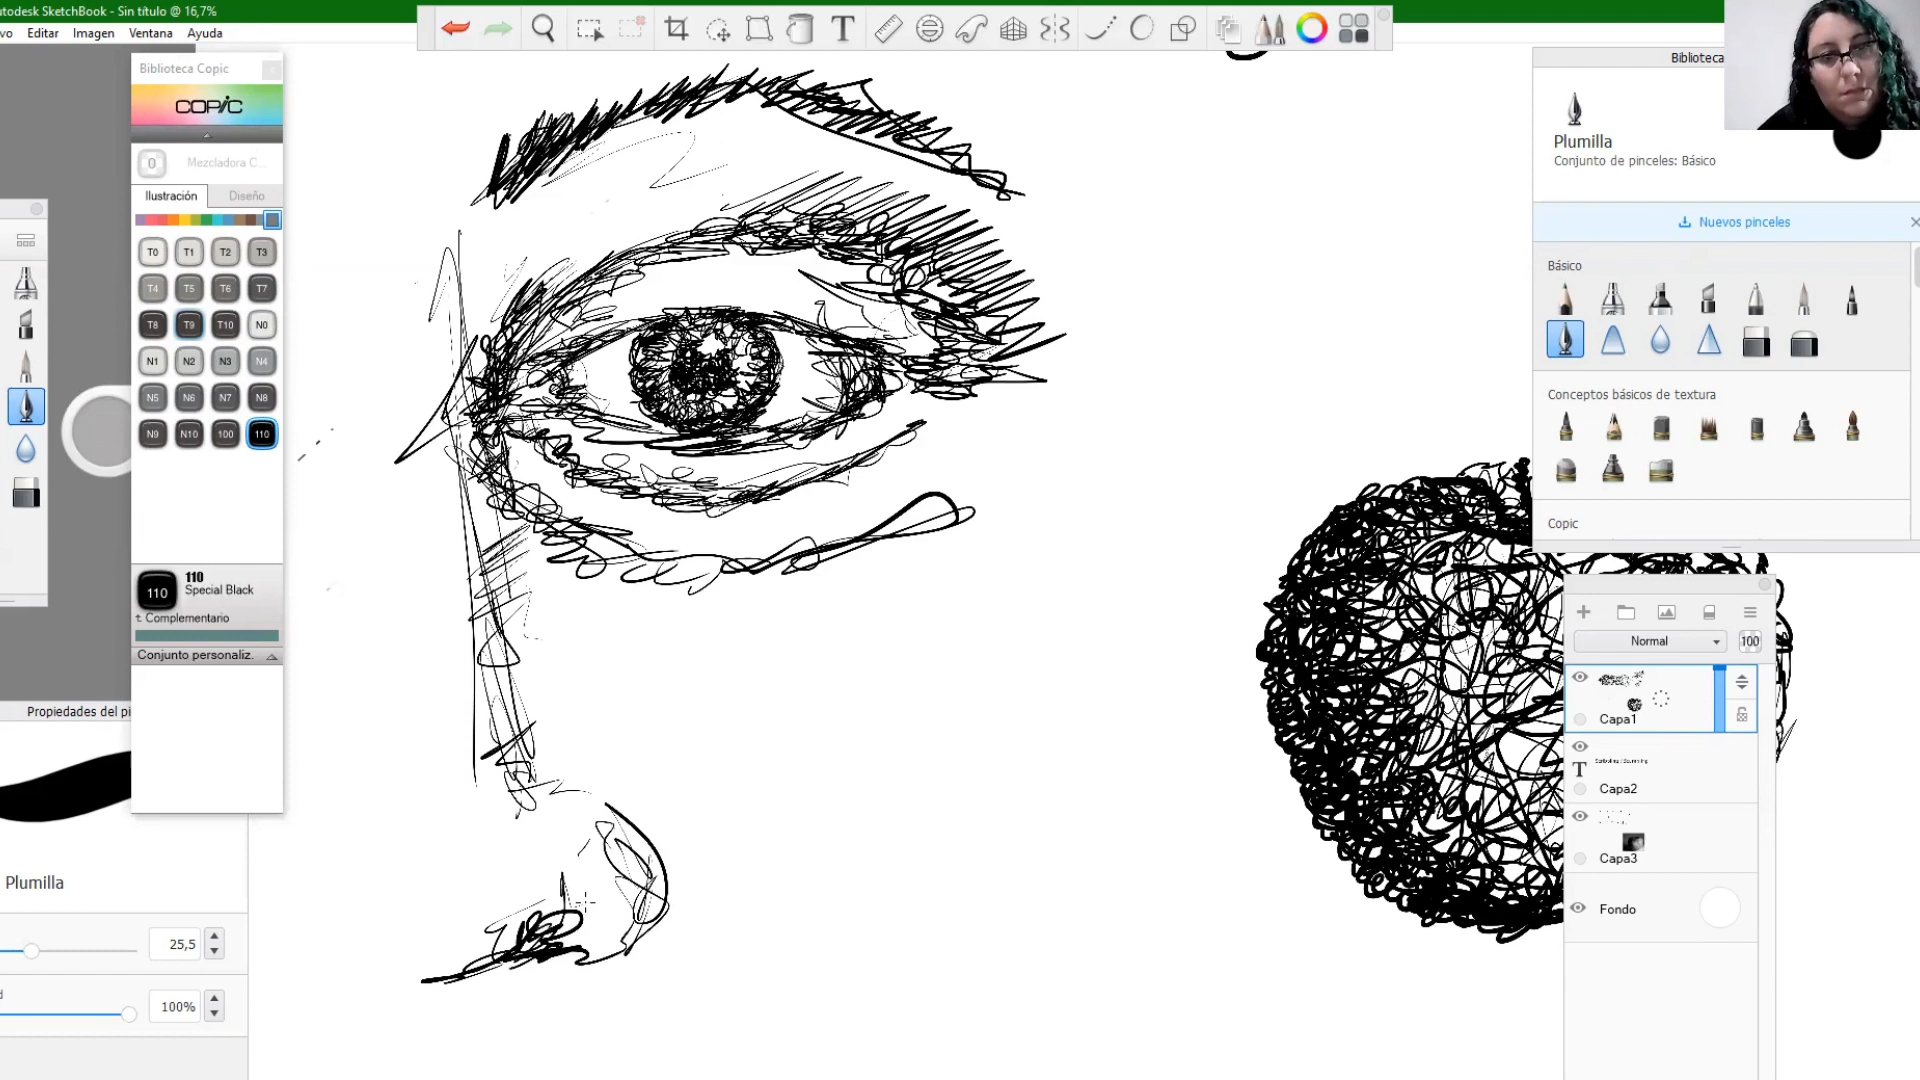 utodesk SketchBook - Sin título @ 16,7%
vo Editar Imagen Ventana Ayuda
Biblioteca Copic
COPIC
0 Mezcladora C...
Ilustración Diseño
T0 T1 T2 T3
T4 T5 T6 T7
T8 T9 T10 N0
N1 N2 N3 N4
N5 N6 N7 N8
N9 N10 100 110
110 110
Special Black
Complementario
Conjunto personaliz.
Propiedades del pi
Plumilla
25,5
d
100%
T
Biblioteca
Plumilla
Conjunto de pinceles: Básico
Nuevos pinceles
Básico
Conceptos básicos de textura
Copic
Normal 100
Capa1
T
Capa2
Capa3
Fondo